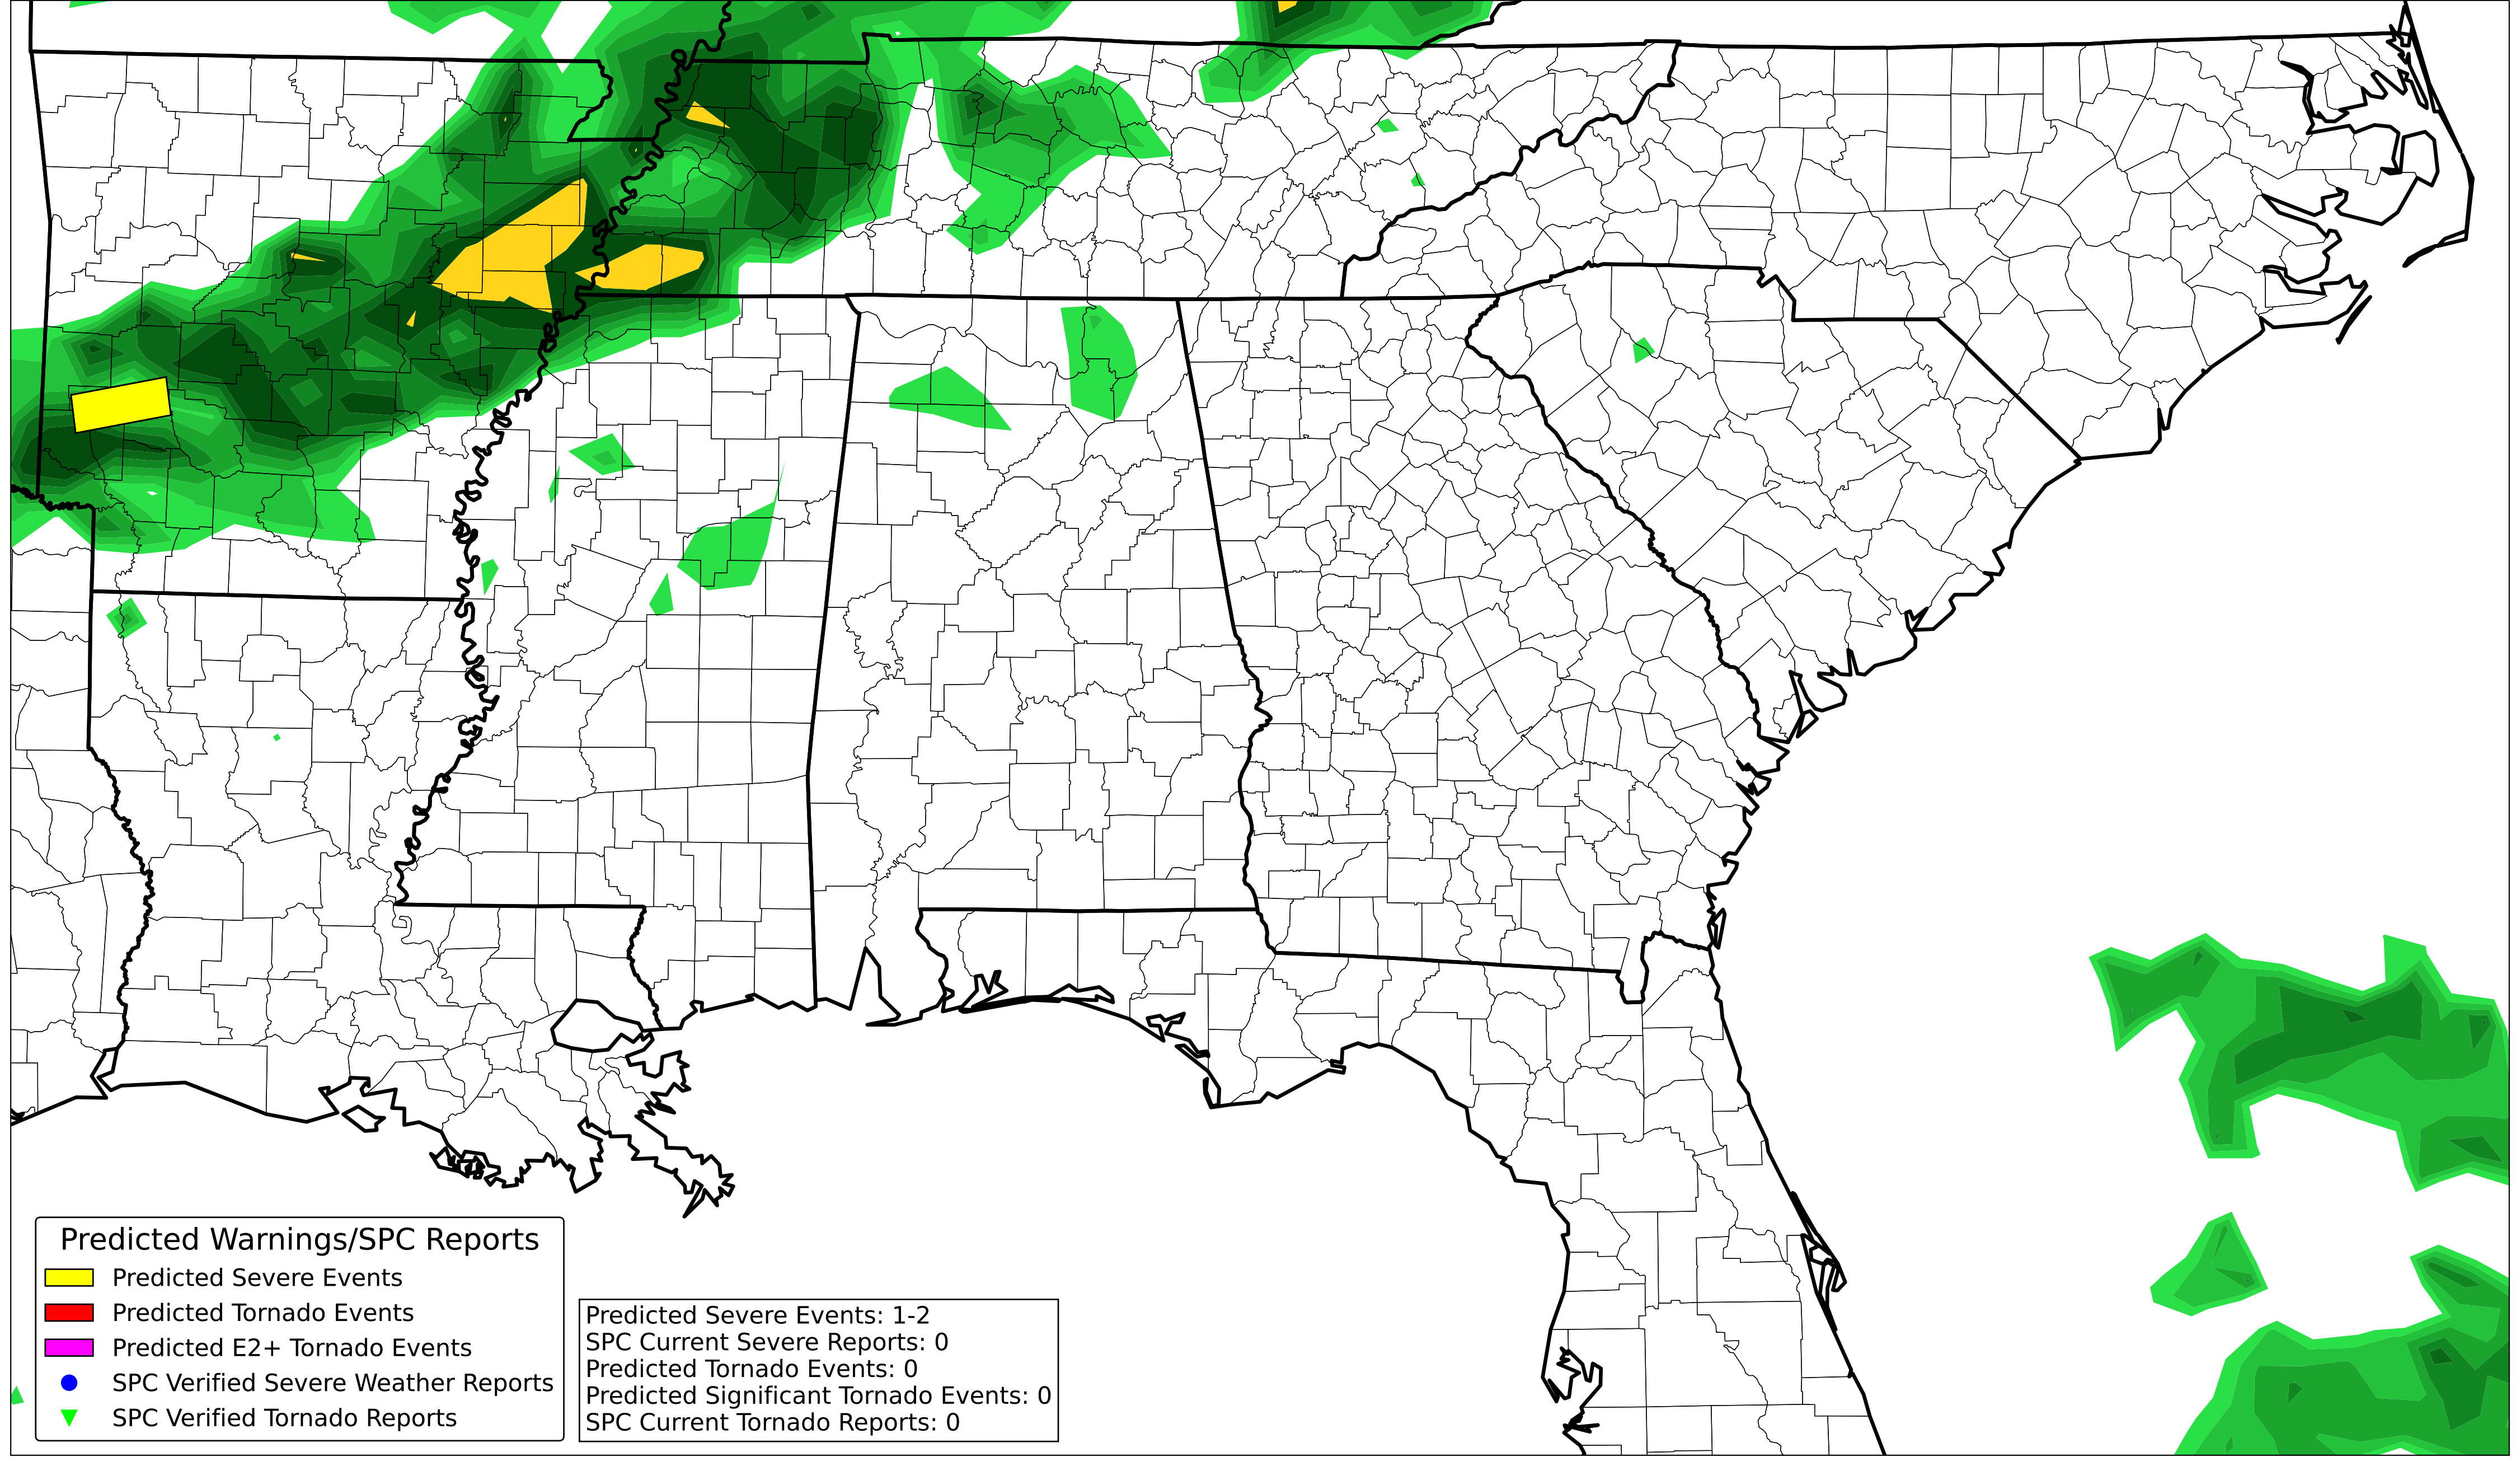 Predicted Warnings/SPC Reports
Predicted Severe Events
Predicted Tornado Events
Predicted E2+ Tornado Events
SPC Verified Severe Weather Reports
SPC Verified Tornado Reports
Predicted Severe Events: 1-2
SPC Current Severe Reports: 0
Predicted Tornado Events: 0
Predicted Significant Tornado Events: 0
SPC Current Tornado Reports: 0